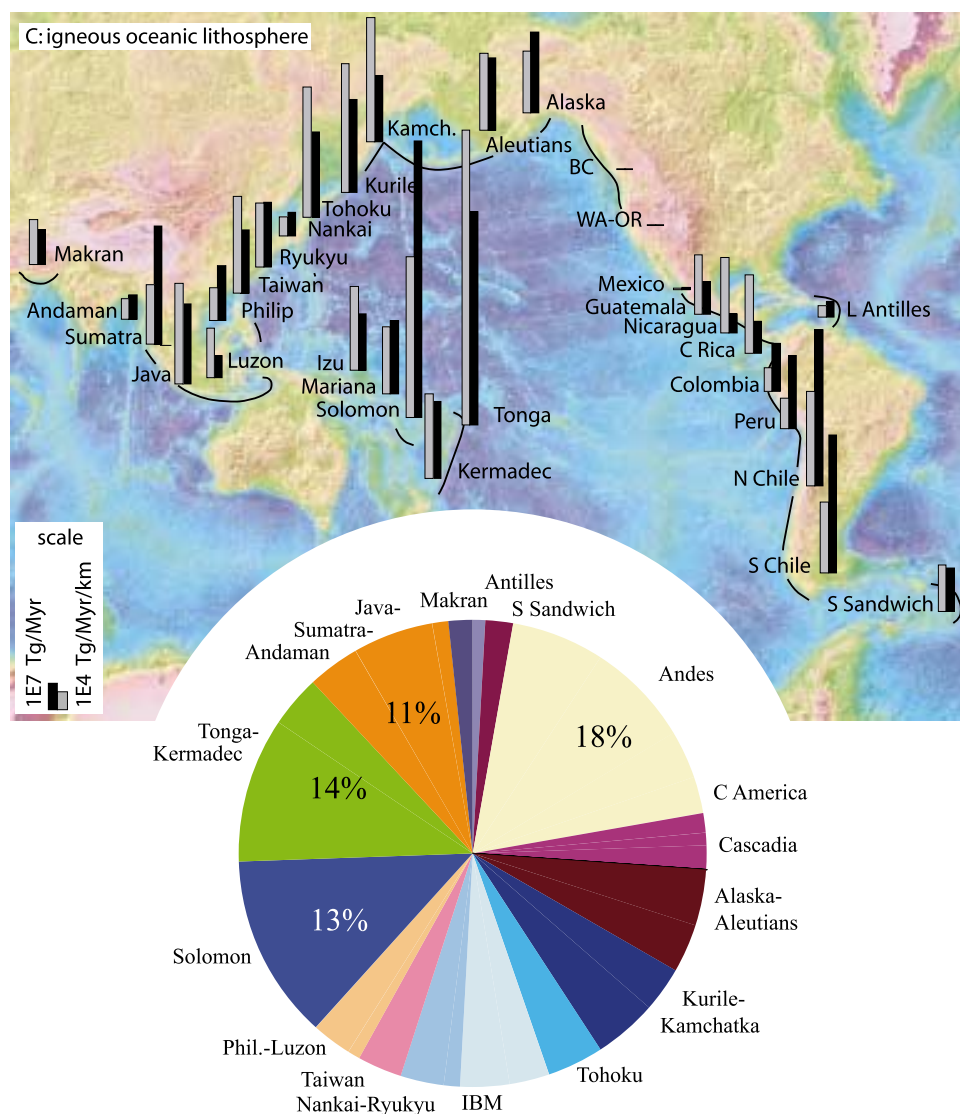 C: igneous oceanic lithosphere
Kamch.
Alaska
Aleutians
BC
Kurile
Tohoku
Nankai
WA-OR
Makran
Ryukyu
Taiwan
Mexico
Andaman
Philip
Guatemala
L Antilles
Sumatra
Nicaragua
Izu
C Rica
Luzon
Java
Mariana
Colombia
Solomon
Tonga
Peru
Kermadec
N Chile
scale
1E7 Tg/Myr
1E4 Tg/Myr/km
S Chile
S Sandwich
Antilles
Makran
S Sandwich
Java-
Sumatra-
Andaman
Andes
11%
18%
Tonga-
Kermadec
14%
C America
Cascadia
Alaska-
Aleutians
13%
Solomon
Kurile-
Kamchatka
Phil.-Luzon
Tohoku
Taiwan
Nankai-Ryukyu
IBM